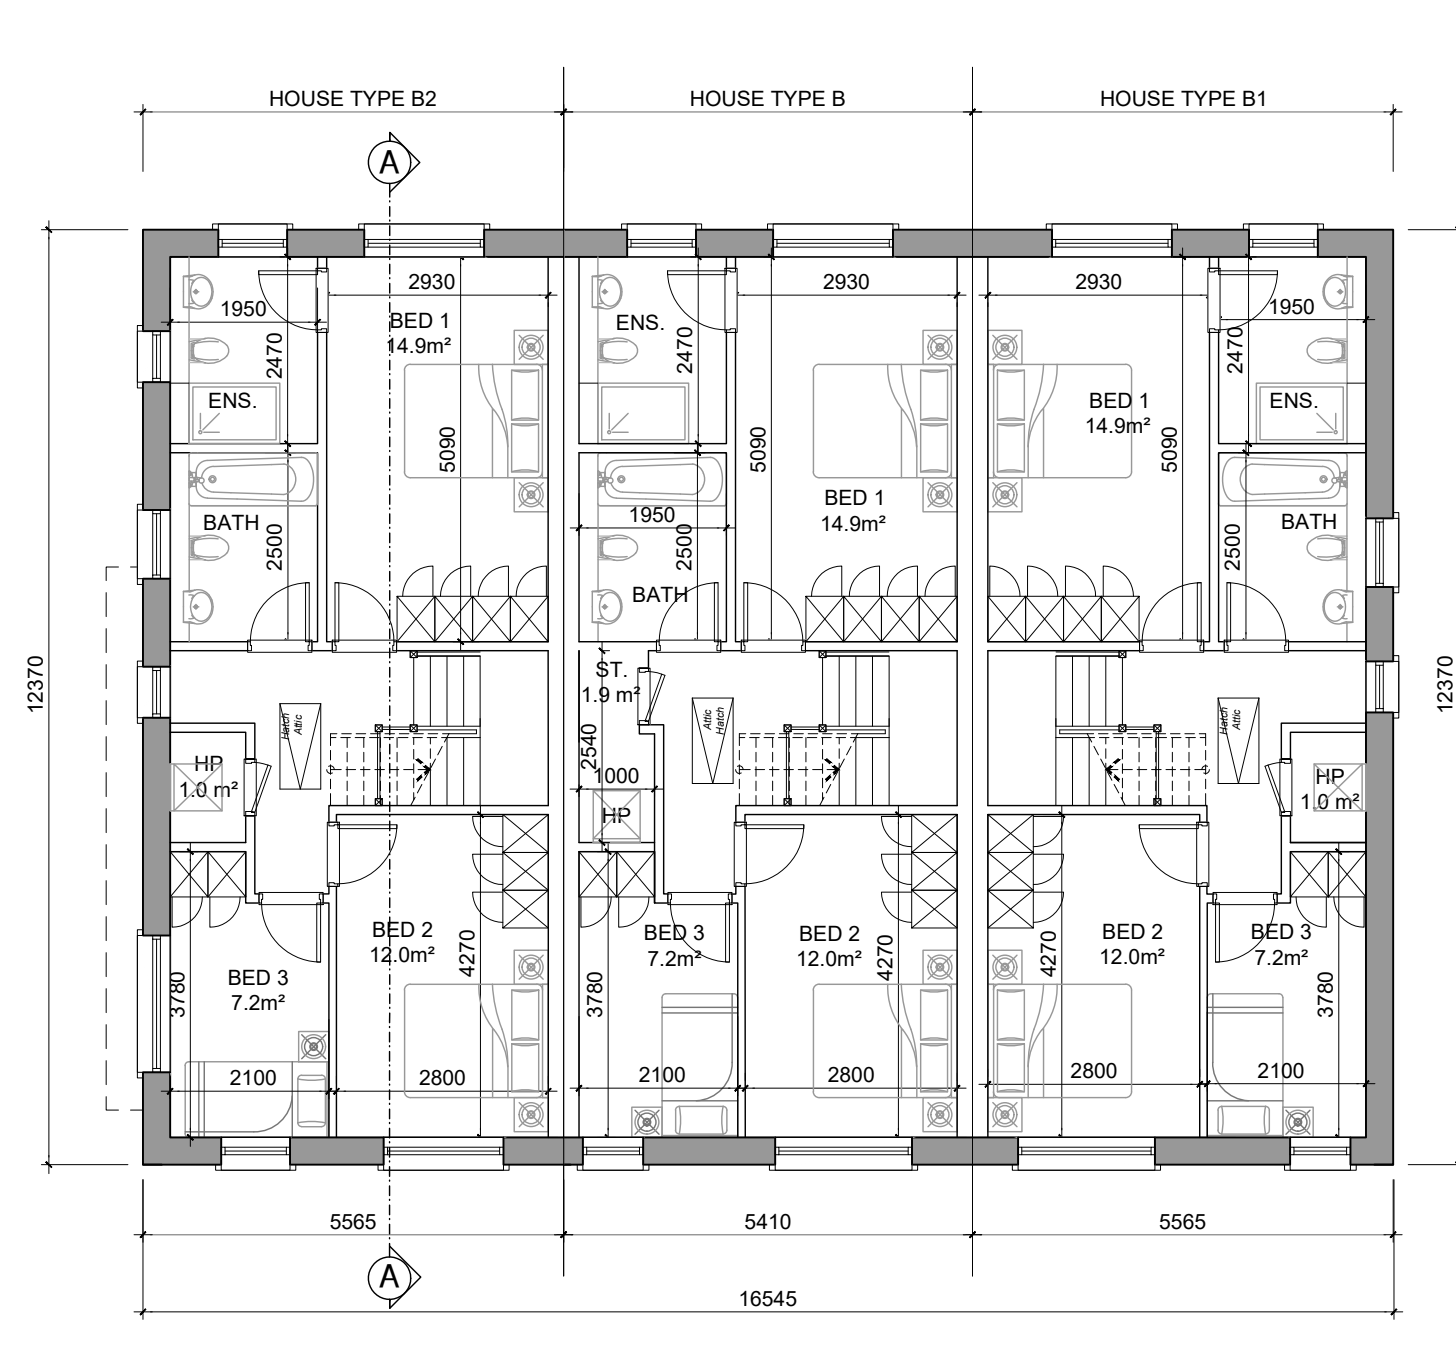 HOUSE TYPE B2
HOUSE TYPE B
HOUSE TYPE B1
A
2930
2930
2930
1950
1950
BED 1
14.9m²
ENS.
2470
2470
2470
ENS.
BED 1
14.9m²
ENS.
5090
5090
5090
BED 1
14.9m²
BATH
1950
BATH
2500
2500
2500
BATH
12370
12370
ST.
1.9 m²
Hatch
Attic
Attic
Hatch
Hatch
Attic
2540
HP
1.0 m²
1000
HP
HP
1.0 m²
BED 2
12.0m²
BED 3
7.2m²
BED 2
12.0m²
BED 2
12.0m²
BED 3
7.2m²
4270
4270
4270
BED 3
7.2m²
3780
3780
3780
2100
2800
2100
2800
2800
2100
5565
5410
5565
A
16545